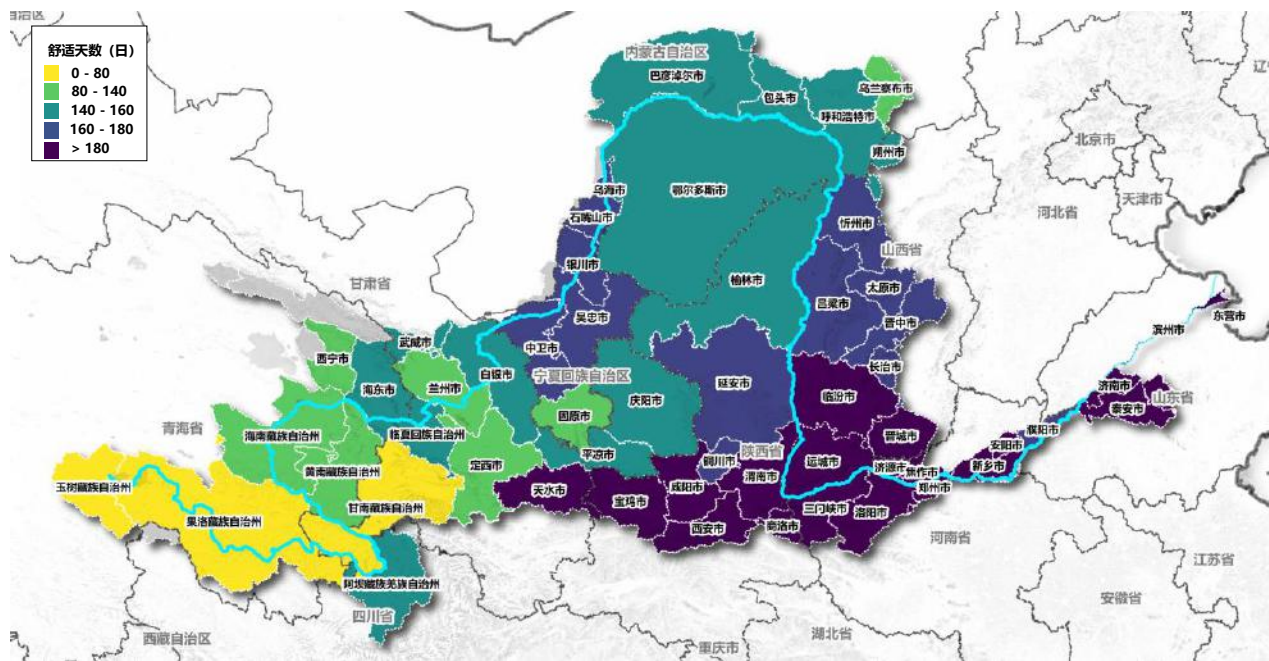 自治区
舒适天数（日）
0 - 80
80 - 140
140 - 160
160 - 180
> 180
内蒙古自治区
巴彦淖尔市
包头市
乌兰察布市
呼和浩特市
朔州市
北京市
天津市
河北省
辽宁
乌海市
鄂尔多斯市
石嘴山市
忻州市
山西省
银川市
甘肃省
榆林市
太原市
吕梁市
吴忠市
晋中市
滨州市
东营市
武威市
中卫市
西宁市
兰州市
白银市
宁夏回族自治区
延安市
长治市
海东市
庆阳市
临汾市
济南市
山东省
泰安市
固原市
青海省
海南藏族自治州
临夏回族自治州
晋城市
濮阳市
安阳市
陕西省
平凉市
铜川市
运城市
黄南藏族自治州
定西市
渭南市
济源市
焦作市
新乡市
玉树藏族自治州
天水市
咸阳市
郑州市
甘南藏族自治州
宝鸡市
三门峡市
洛阳市
果洛藏族自治州
西安市
商洛市
河南省
江苏省
阿坝藏族羌族自治州
四川省
安徽省
西藏自治区
重庆市
湖北省